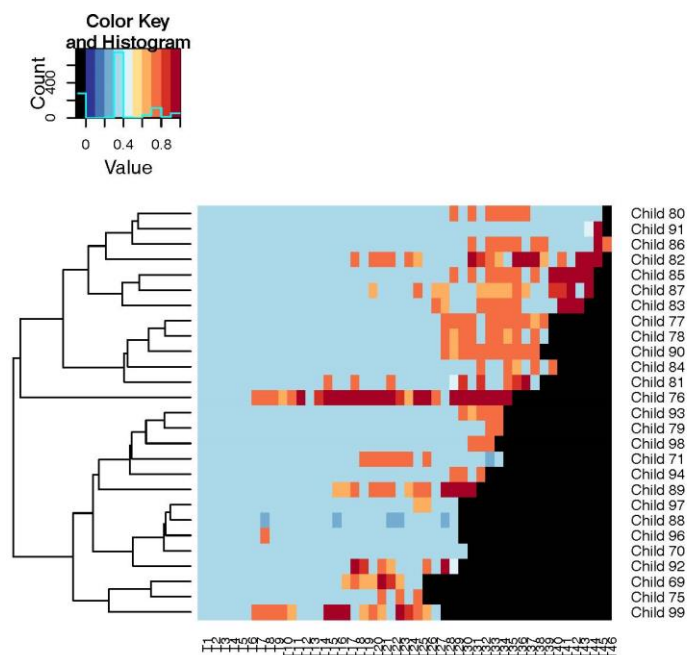 Color Key
and Histogram
Count
0 400
0 0.4 0.8
Value
Child 80
Child 91
Child 86
Child 82
Child 85
Child 87
Child 83
Child 77
Child 78
Child 90
Child 84
Child 81
Child 76
Child 93
Child 79
Child 98
Child 71
Child 94
Child 89
Child 97
Child 88
Child 96
Child 70
Child 92
Child 69
Child 75
Child 99